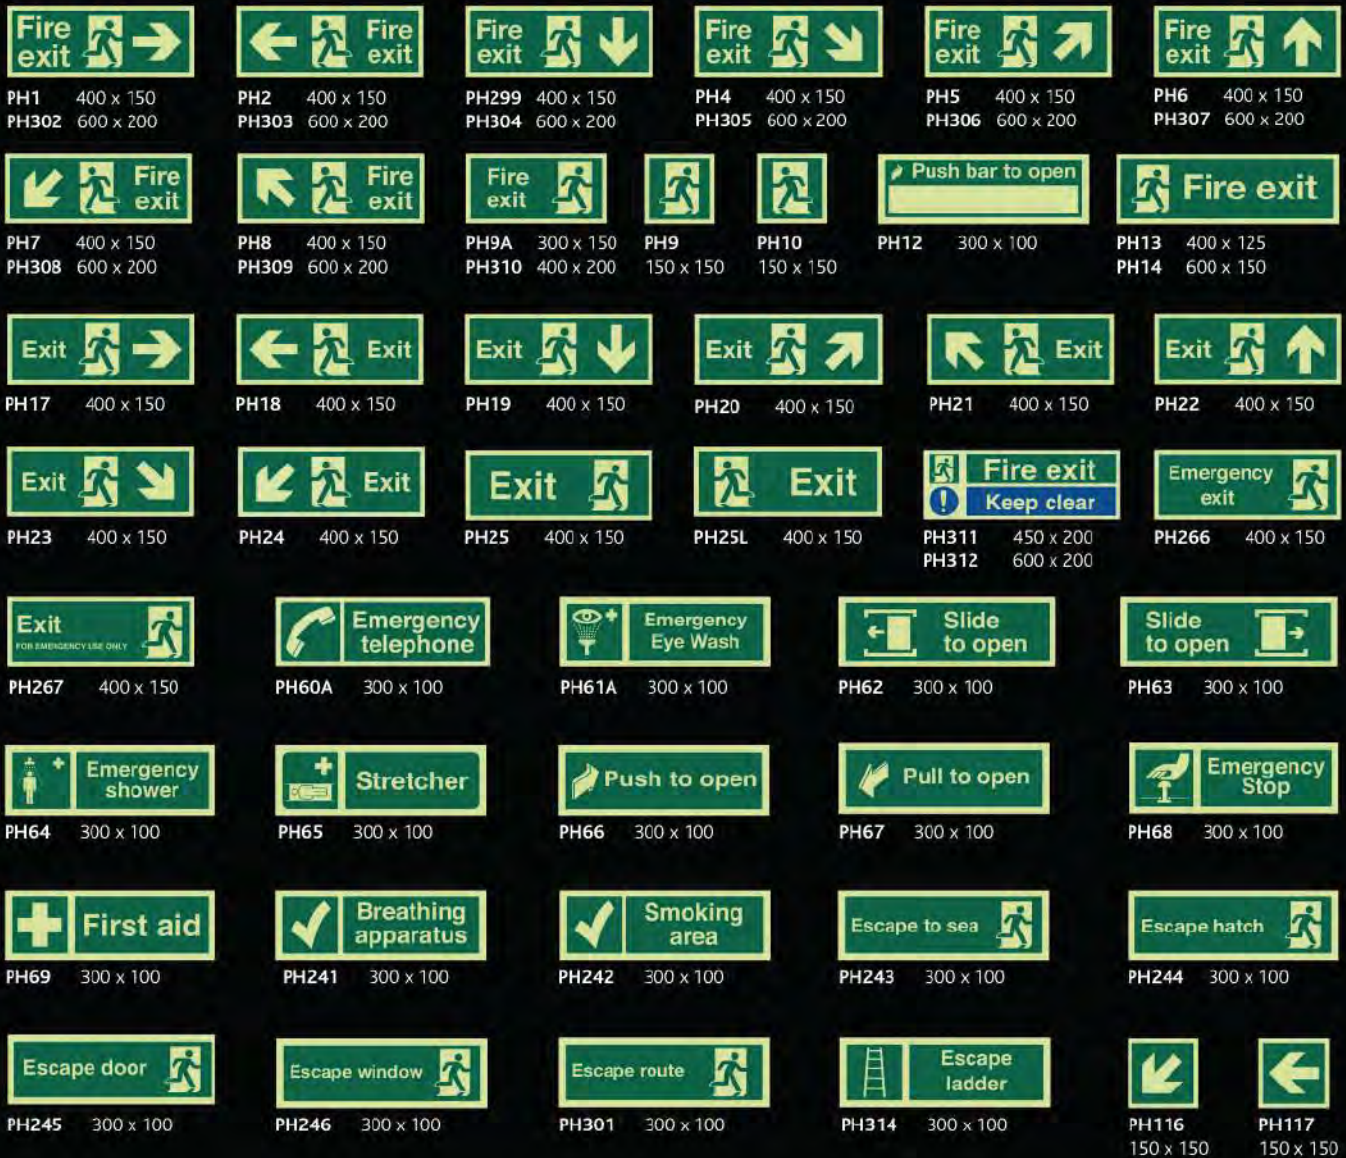 Fire
exit
Fire
exit
Fire
exit
Fire
exit
Fire
exit
Fire
exit
PH1 400 x 150
PH302 600 x 200
PH2 400 x 150
PH303 600 x 200
PH299 400 x 150
PH304 600 x 200
PH4 400 x 150
PH305 600 x 200
PH5 400 x 150
PH306 600 x 200
PH6 400 x 150
PH307 600 x 200
Fire
exit
Fire
exit
Fire
exit
Push bar to open
Fire exit
PH7 400 x 150
PH308 600 x 200
PH8 400 x 150
PH309 600 x 200
PH9A 300 x 150
PH310 400 x 200
PH9
150 x 150
PH10
150 x 150
PH12 300 x 100
PH13 400 x 125
PH14 600 x 150
Exit
Exit
Exit
Exit
Exit
Exit
PH17 400 x 150
PH18 400 x 150
PH19 400 x 150
PH20 400 x 150
PH21 400 x 150
PH22 400 x 150
Exit
Exit
Exit
Exit
Fire exit
Keep clear
Emergency
exit
PH23 400 x 150
PH24 400 x 150
PH25 400 x 150
PH25L 400 x 150
PH311 450 x 200
PH312 600 x 200
PH266 400 x 150
Exit
FOR EMERGENCY USE ONLY
Emergency
telephone
Emergency
Eye Wash
Slide
to open
Slide
to open
PH267 400 x 150
PH60A 300 x 100
PH61A 300 x 100
PH62 300 x 100
PH63 300 x 100
Emergency
shower
Stretcher
Push to open
Pull to open
Emergency
Stop
PH64 300 x 100
PH65 300 x 100
PH66 300 x 100
PH67 300 x 100
PH68 300 x 100
First aid
Breathing
apparatus
Smoking
area
Escape to sea
Escape hatch
PH69 300 x 100
PH241 300 x 100
PH242 300 x 100
PH243 300 x 100
PH244 300 x 100
Escape door
Escape window
Escape route
Escape
ladder
PH245 300 x 100
PH246 300 x 100
PH301 300 x 100
PH314 300 x 100
PH116
150 x 150
PH117
150 x 150